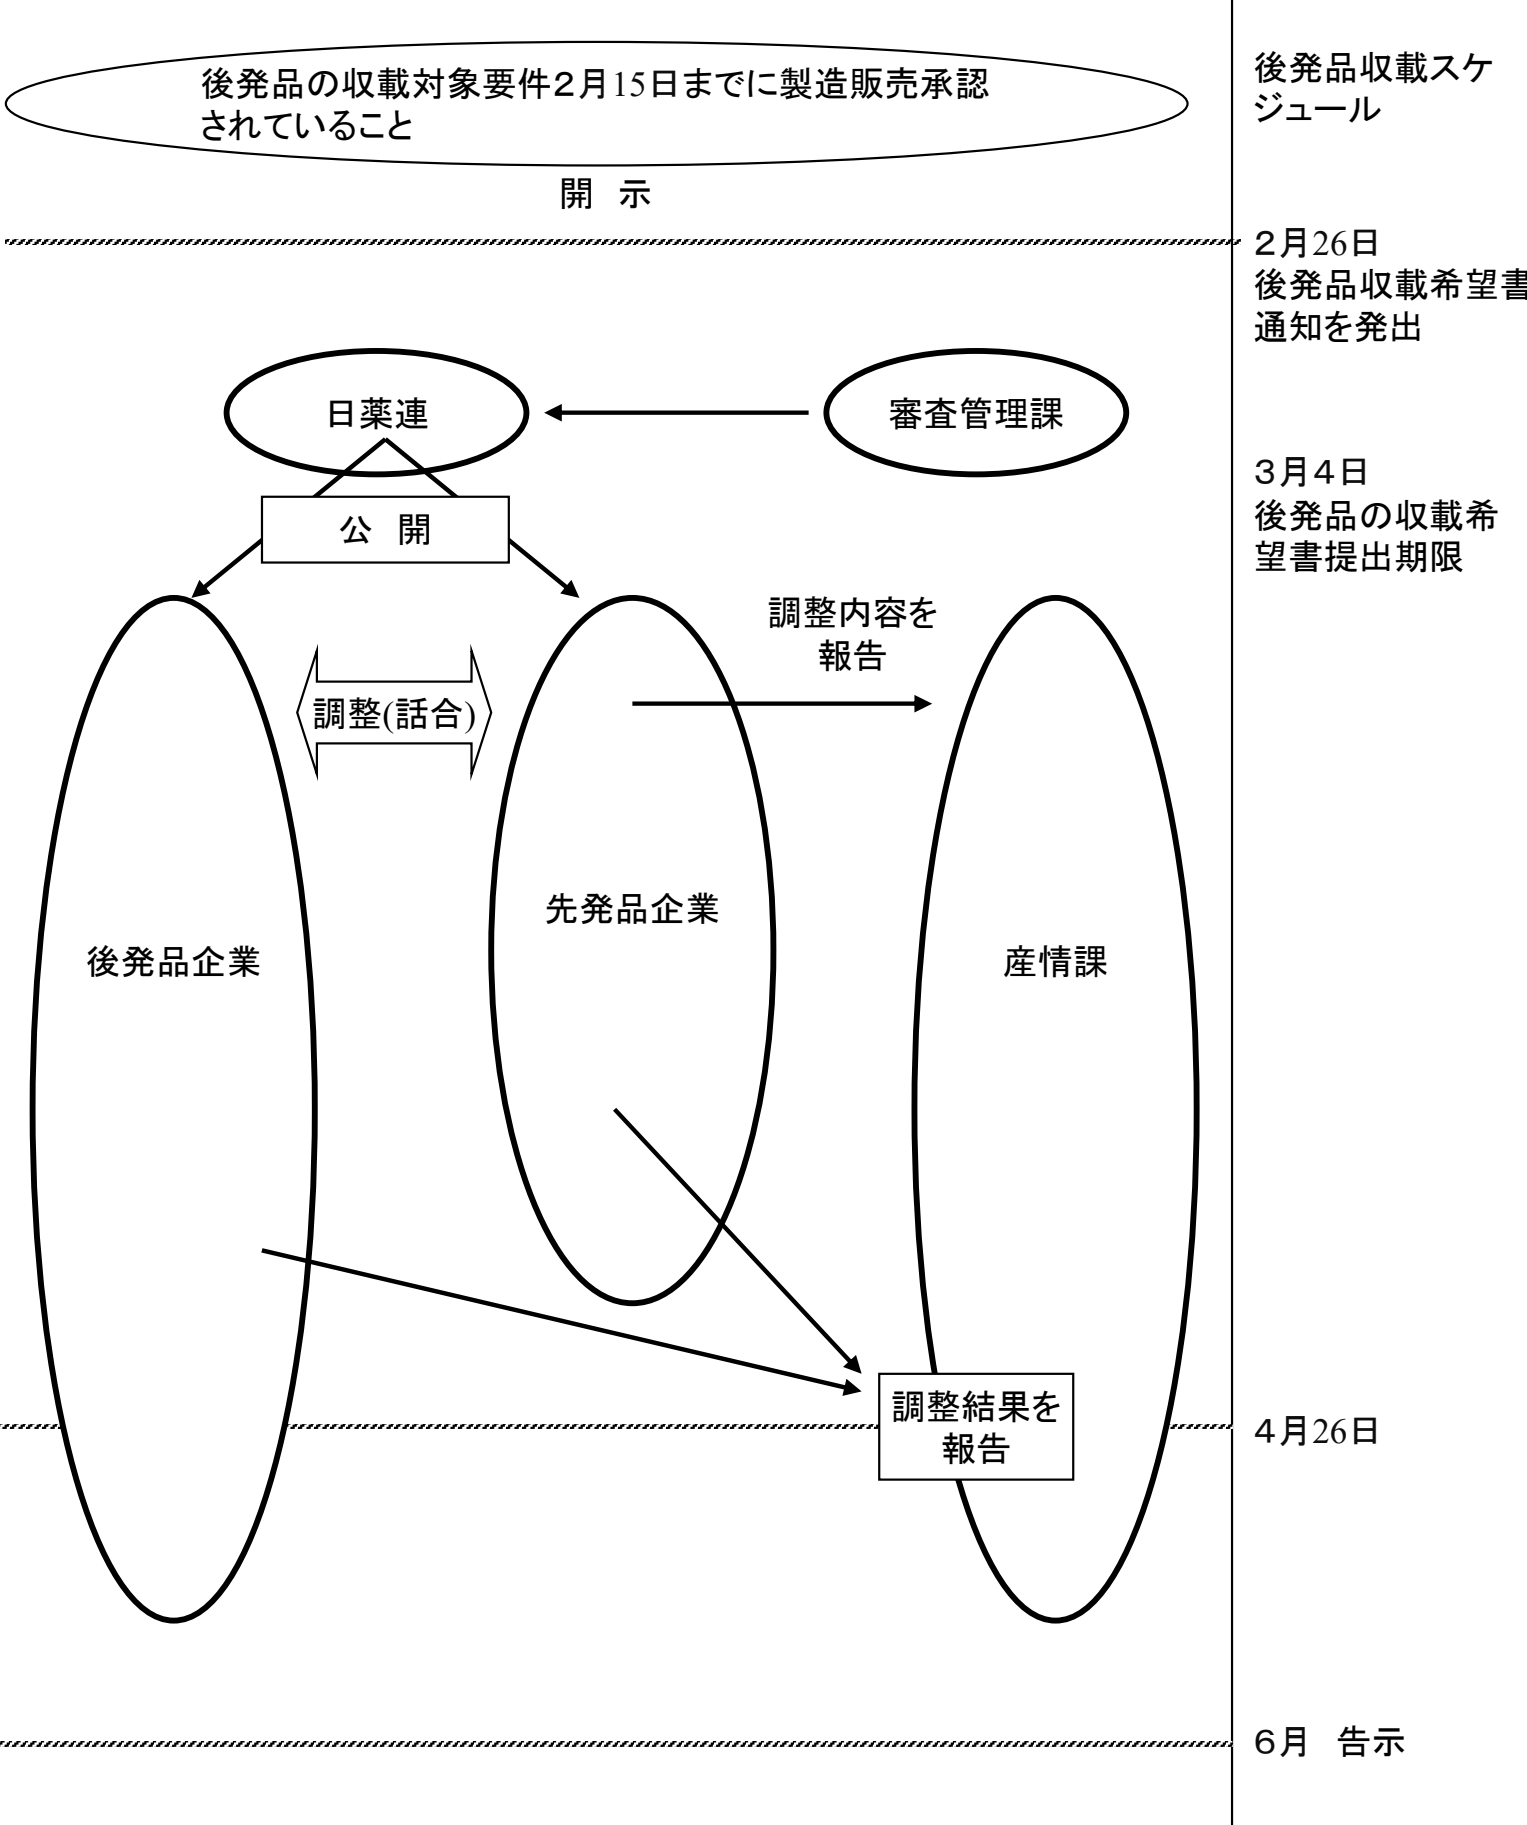 後発品の収載対象要件２月15日までに製造販売承認
されていること
開　示
後発品収載スケ
ジュール
２月26日
後発品収載希望書
通知を発出
日薬連
審査管理課
公　開
３月４日
後発品の収載希
望書提出期限
調整内容を
報告
調整(話合)
先発品企業
後発品企業
産情課
調整結果を
報告
４月26日
６月　告示